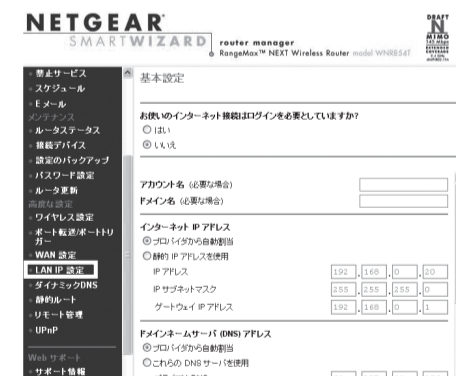 NETGEAR
SMARTWIZARD router manager
RangeMax™ NEXT Wireless Router model WNR854T
DRAFT
N
MIMO
禁止サービス
スケジュール
Eメール
メンテナンス
ルータステータス
接続デバイス
設定のバックアップ
パスワード設定
ルータ更新
高度な設定
ワイヤレス設定
ポート転送/ポートトリ
ガー
WAN 設定
LAN IP 設定
ダイナミックDNS
静的ルート
リモート管理
UPnP
Web サポート
サポート情報
基本設定
お使いのインターネット接続はログインを必要としていますか?
はい
いいえ
アカウント名 (必要な場合)
ドメイン名 (必要な場合)
インターネット IP アドレス
プロバイダから自動割当
静的 IP アドレスを使用
IP アドレス 192 . 168 . 0 . 20
IP サブネットマスク 255 . 255 . 255 . 0
ゲートウェイ IP アドレス 192 . 168 . 0 . 1
ドメインネームサーバ (DNS) アドレス
プロバイダから自動割当
これらの DNS サーバを使用